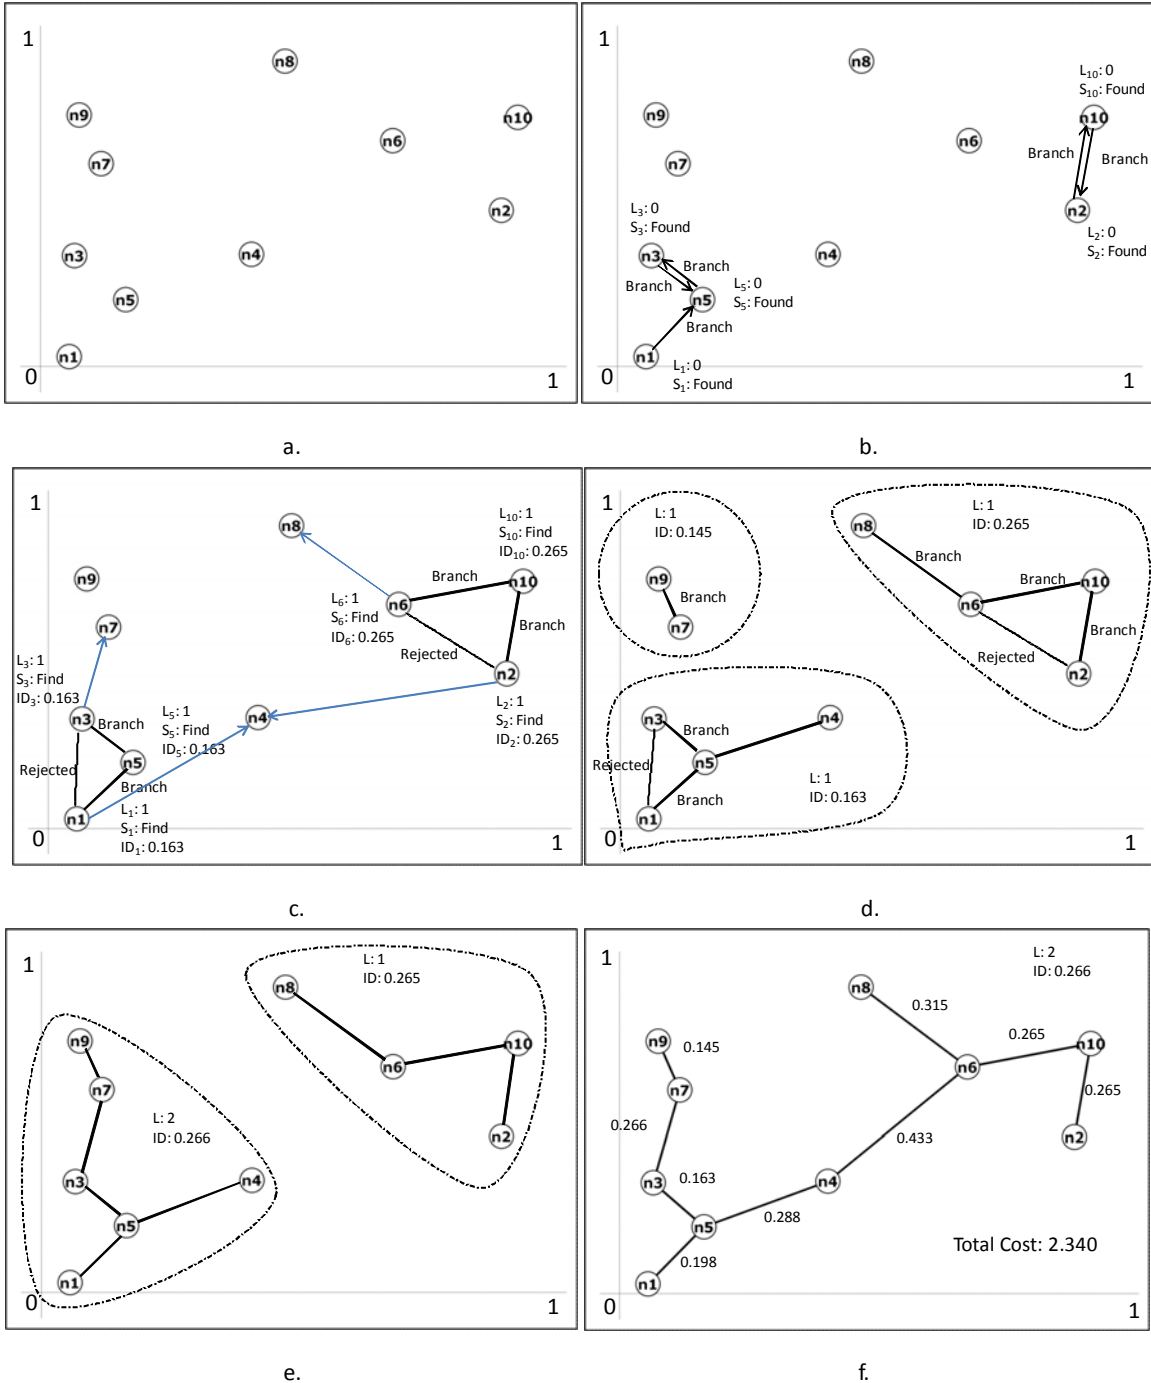 1
n8
n9
n10
n6
n7
n2
n3
n4
n5
n1
0
1
a.
1
n8
L10: 0
S10: Found
n9
n10
n6
Branch
Branch
n7
L3: 0
S3: Found
n2
L2: 0
S2: Found
n3
n4
Branch
Branch
L5: 0
S5: Found
n5
Branch
n1
L1: 0
S1: Found
0
1
b.
1
n8
L10: 1
S10: Find
ID10: 0.265
n9
Branch
n10
L6: 1
S6: Find
ID6: 0.265
n6
n7
Branch
Rejected
L3: 1
S3: Find
ID3: 0.163
n2
L2: 1
S2: Find
ID2: 0.265
L5: 1
S5: Find
ID5: 0.163
n3
Branch
n4
n5
Rejected
Branch
L1: 1
S1: Find
ID1: 0.163
n1
0
1
c.
1
L: 1
ID: 0.145
n8
L: 1
ID: 0.265
Branch
n9
Branch
n10
Branch
n6
n7
Branch
Rejected
n2
n3
Branch
n4
n5
Rejected
L: 1
ID: 0.163
Branch
n1
0
1
d.
1
L: 1
ID: 0.265
n8
n9
n10
n6
n7
L: 2
ID: 0.266
n2
n3
n4
n5
n1
0
1
e.
1
L: 2
ID: 0.266
n8
0.315
0.265
n9
0.145
n10
n6
n7
0.265
0.266
n2
0.433
n3
0.163
n4
n5
0.288
Total Cost: 2.340
0.198
n1
0
1
f.